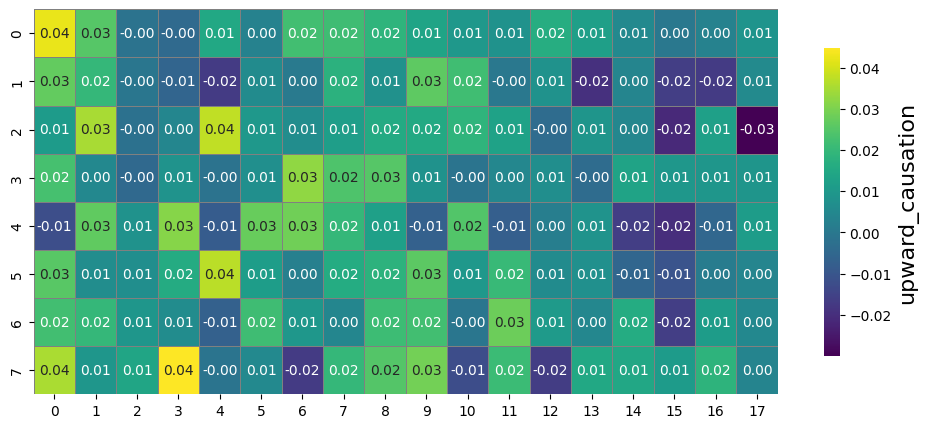 0 0.04 0.03 -0.00 -0.00 0.01 0.00 0.02 0.02 0.02 0.01 0.01 0.01 0.02 0.01 0.01 0.00 0.00 0.01
1 0.03 0.02 -0.00 -0.01 -0.02 0.01 0.00 0.02 0.01 0.03 0.02 -0.00 0.01 -0.02 0.00 -0.02 -0.02 0.01
2 0.01 0.03 -0.00 0.00 0.04 0.01 0.01 0.01 0.02 0.02 0.02 0.01 -0.00 0.01 0.00 -0.02 0.01 -0.03
3 0.02 0.00 -0.00 0.01 -0.00 0.01 0.03 0.02 0.03 0.01 -0.00 0.00 0.01 -0.00 0.01 0.01 0.01 0.01
4 -0.01 0.03 0.01 0.03 -0.01 0.03 0.03 0.02 0.01 -0.01 0.02 -0.01 0.00 0.01 -0.02 -0.02 -0.01 0.01
5 0.03 0.01 0.01 0.02 0.04 0.01 0.00 0.02 0.02 0.03 0.01 0.02 0.01 0.01 -0.01 -0.01 0.00 0.00
6 0.02 0.02 0.01 0.01 -0.01 0.02 0.01 0.00 0.02 0.02 -0.00 0.03 0.01 0.00 0.02 -0.02 0.01 0.00
7 0.04 0.01 0.01 0.04 -0.00 0.01 -0.02 0.02 0.02 0.03 -0.01 0.02 -0.02 0.01 0.01 0.01 0.02 0.00
0 1 2 3 4 5 6 7 8 9 10 11 12 13 14 15 16 17
0.04
0.03
0.02
0.01
0.00
−0.01
−0.02
upward_causation